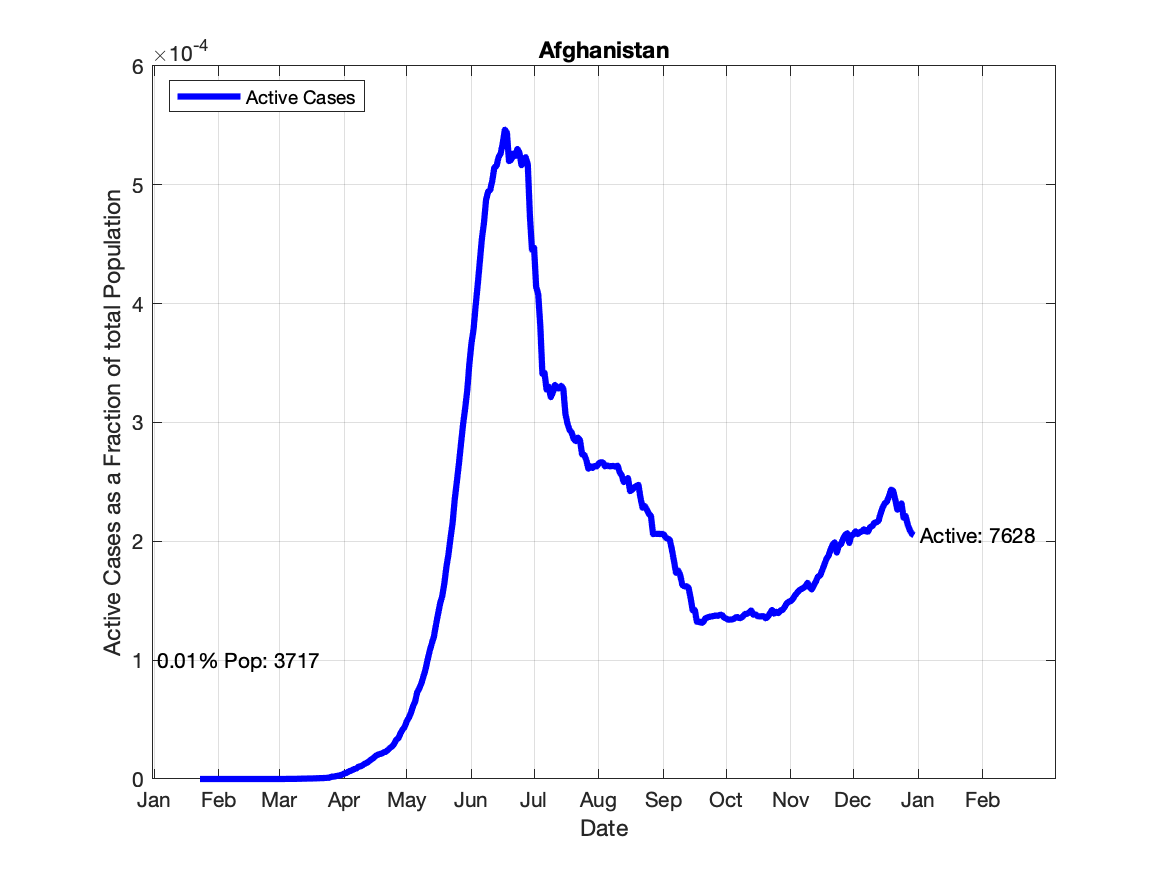 Afghanistan
×10⁻⁴
6
Active Cases
5
4
3
2
1
0
Active Cases as a Fraction of total Population
0.01% Pop: 3717
Active: 7628
Jan Feb Mar Apr May Jun Jul Aug Sep Oct Nov Dec Jan Feb
Date